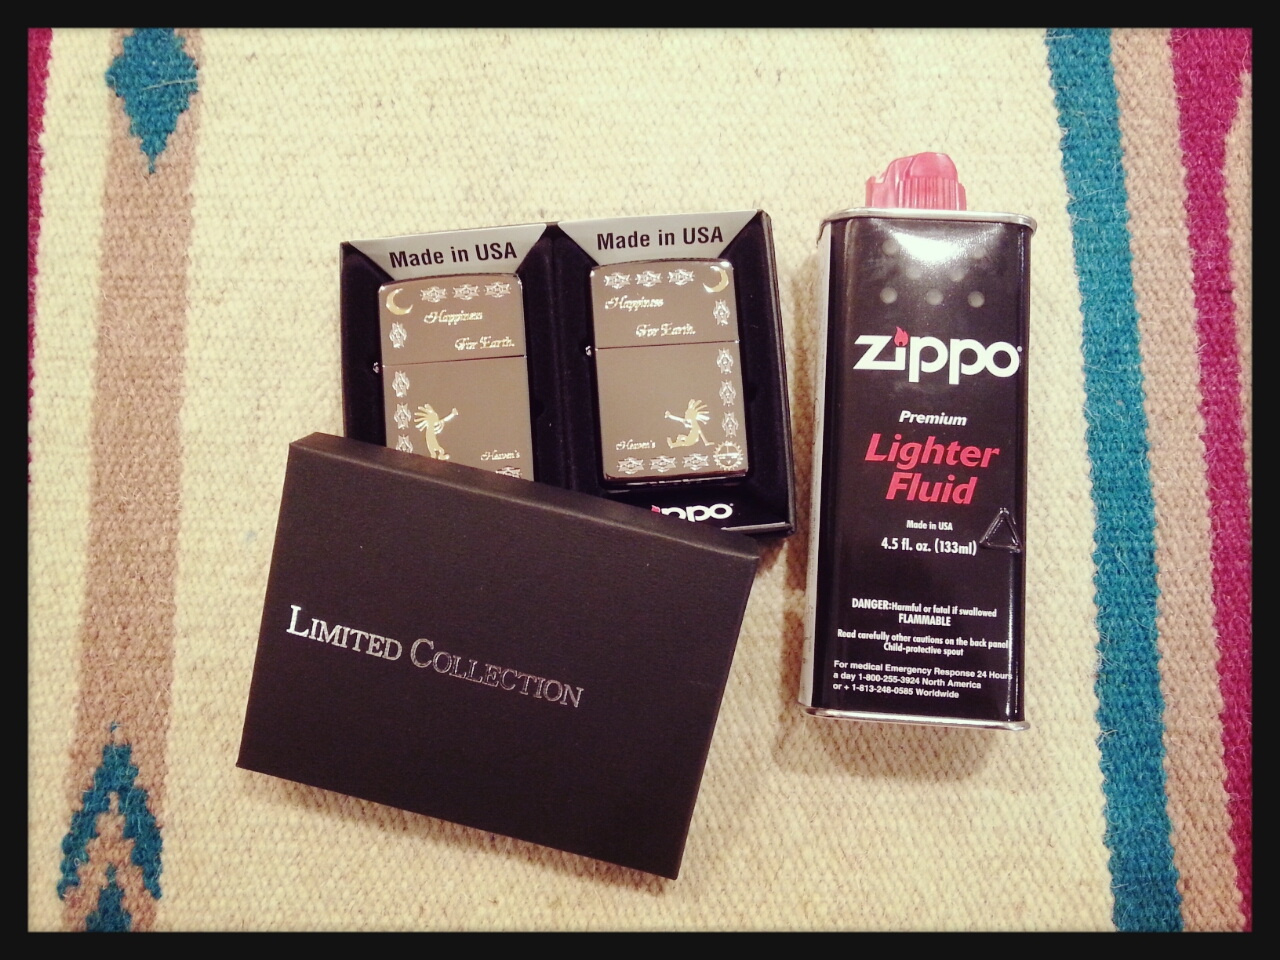 Made in USA
Happiness
For Earth.
Heaven's
Made in USA
Happiness
For Earth.
Heaven's
zippo
LIMITED COLLECTION
zippo
Premium
Lighter
Fluid
Made in USA
4.5 fl. oz. (133ml)
DANGER:Harmful or fatal if swallowed
FLAMMABLE
Read carefully other cautions on the back panel
Child-protective spout
For medical Emergency Response 24 Hours
a day 1-800-255-3924 North America
or + 1-813-248-0585 Worldwide